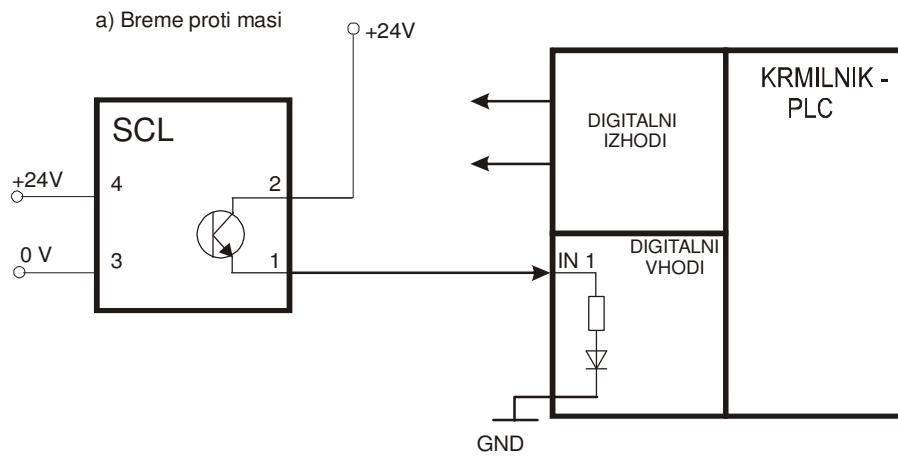 a) Breme proti masi
+24V
SCL
+24V
4
2
0 V
3
1
DIGITALNI
IZHODI
KRMILNIK -
PLC
DIGITALNI
VHODI
IN 1
GND